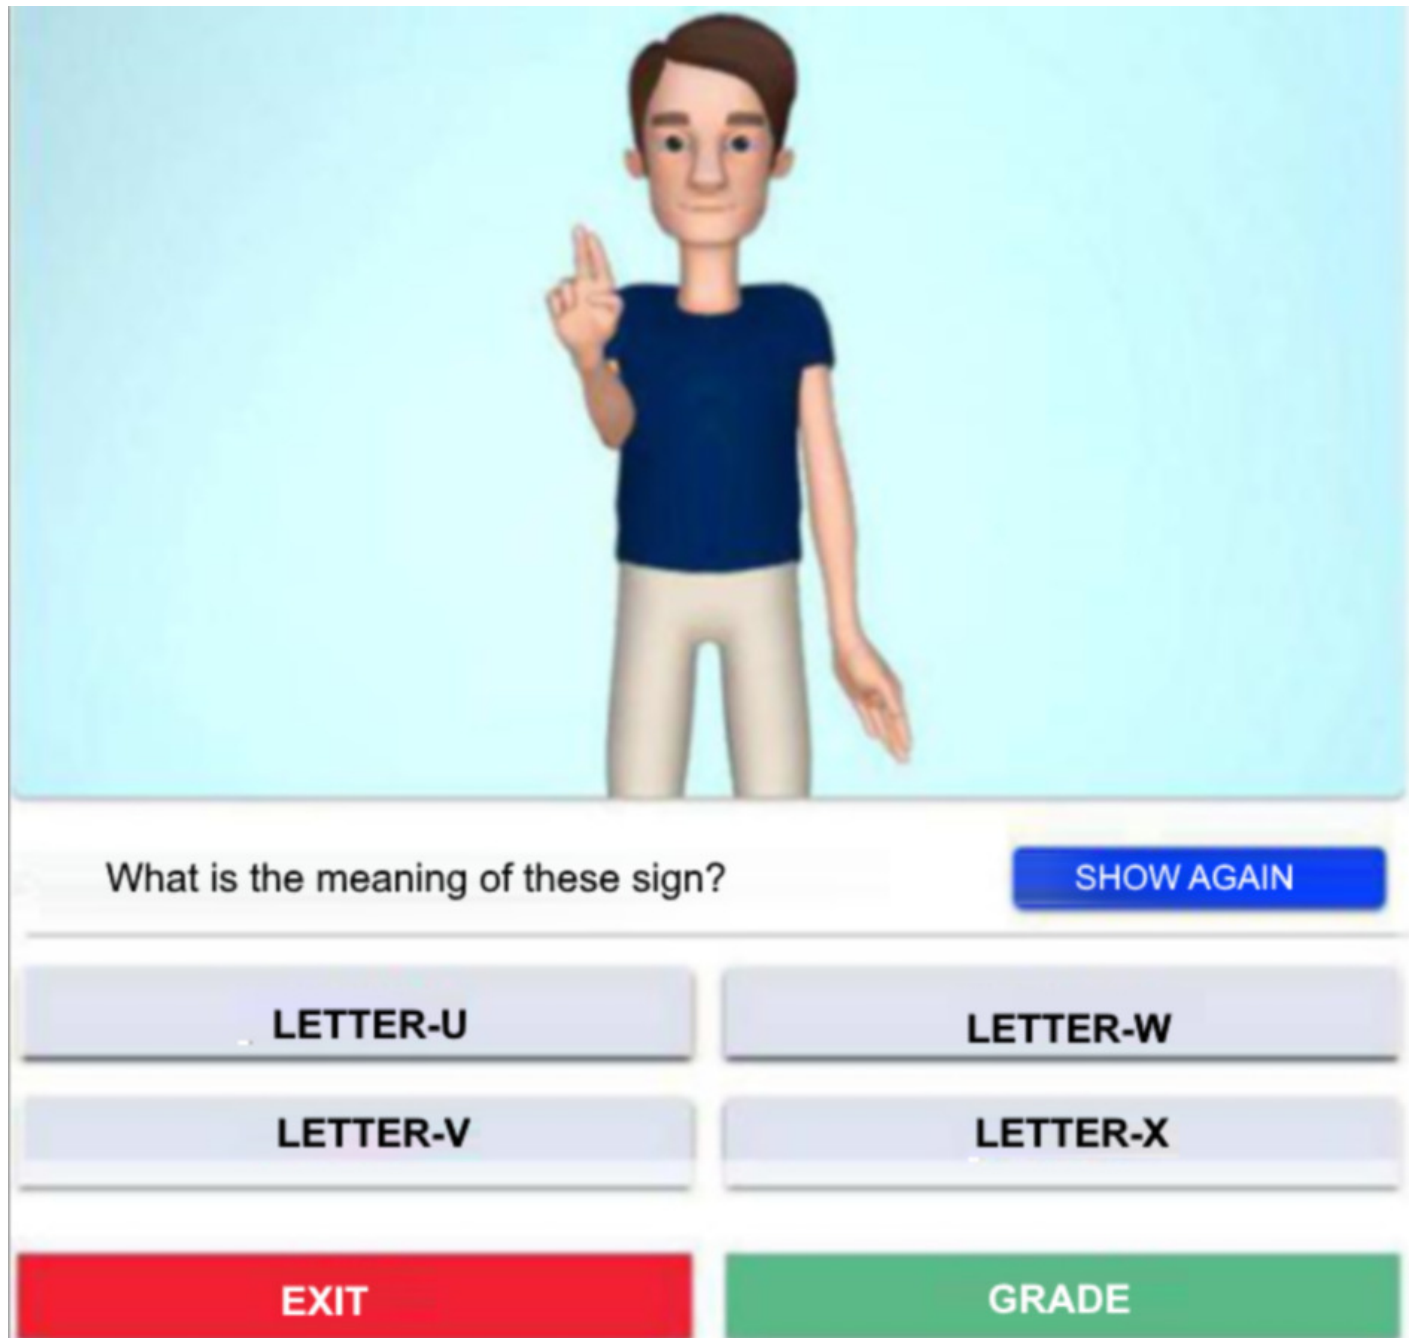 What is the meaning of these sign?
SHOW AGAIN
LETTER-U
LETTER-W
LETTER-V
LETTER-X
EXIT
GRADE